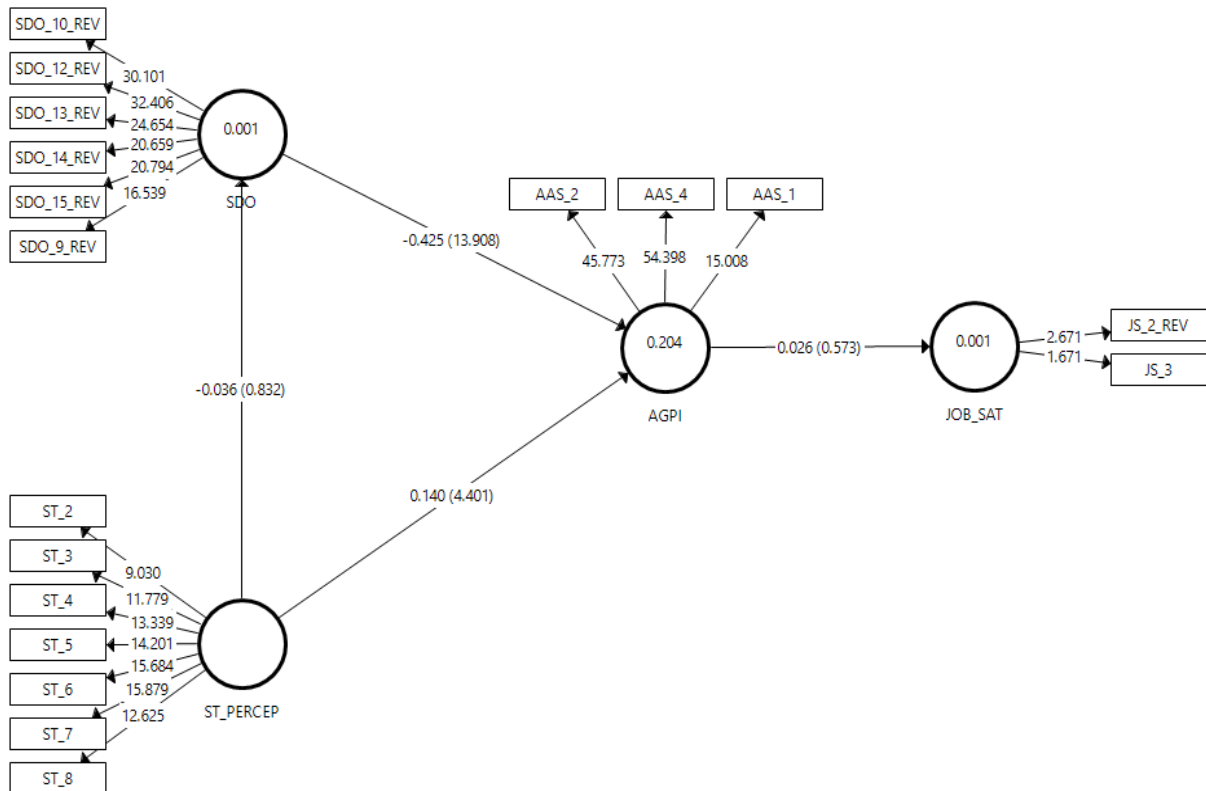 SDO_10_REV
SDO_12_REV
SDO_13_REV
SDO_14_REV
SDO_15_REV
SDO_9_REV
30.101
32.406
24.654
20.659
20.794
16.539
0.001
SDO
-0.425 (13.908)
AAS_2
AAS_4
AAS_1
45.773
54.398
15.008
0.204
AGPI
0.026 (0.573)
0.001
JOB_SAT
2.671
1.671
JS_2_REV
JS_3
-0.036 (0.832)
0.140 (4.401)
ST_2
ST_3
ST_4
ST_5
ST_6
ST_7
ST_8
9.030
11.779
13.339
14.201
15.684
15.879
12.625
ST_PERCEP